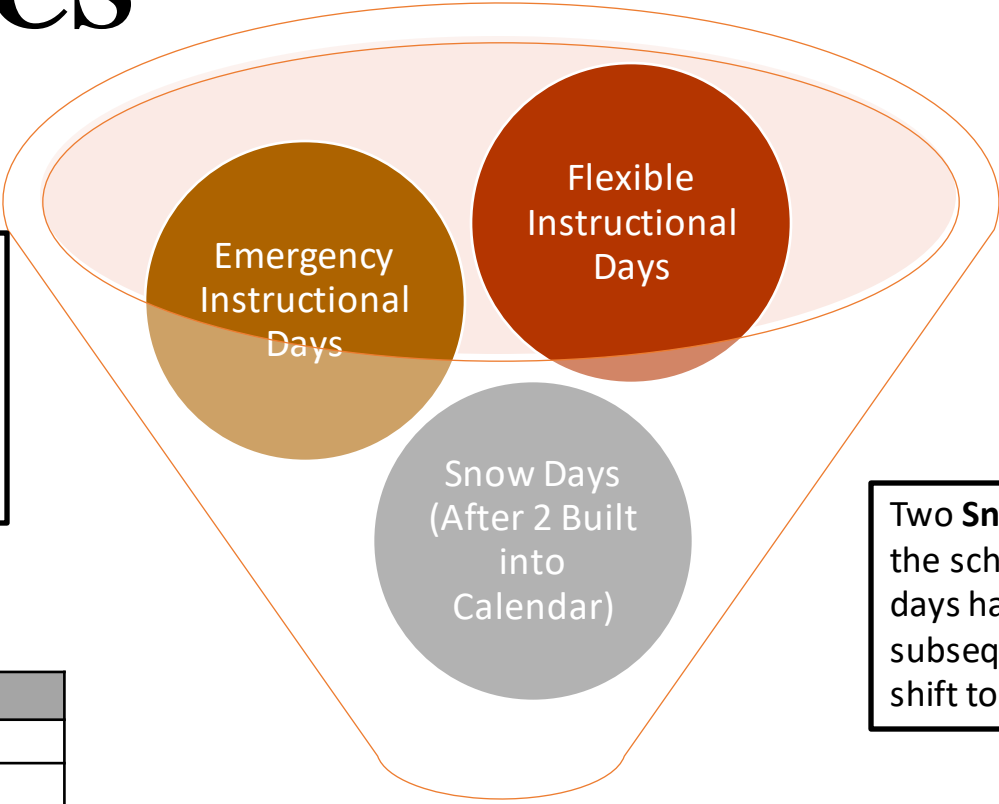 Flexible
Instructional
Days
Emergency
Instructional
Days
Snow Days
(After 2 Built
into
Calendar)
Two
the sch
days ha
subseq
shift to